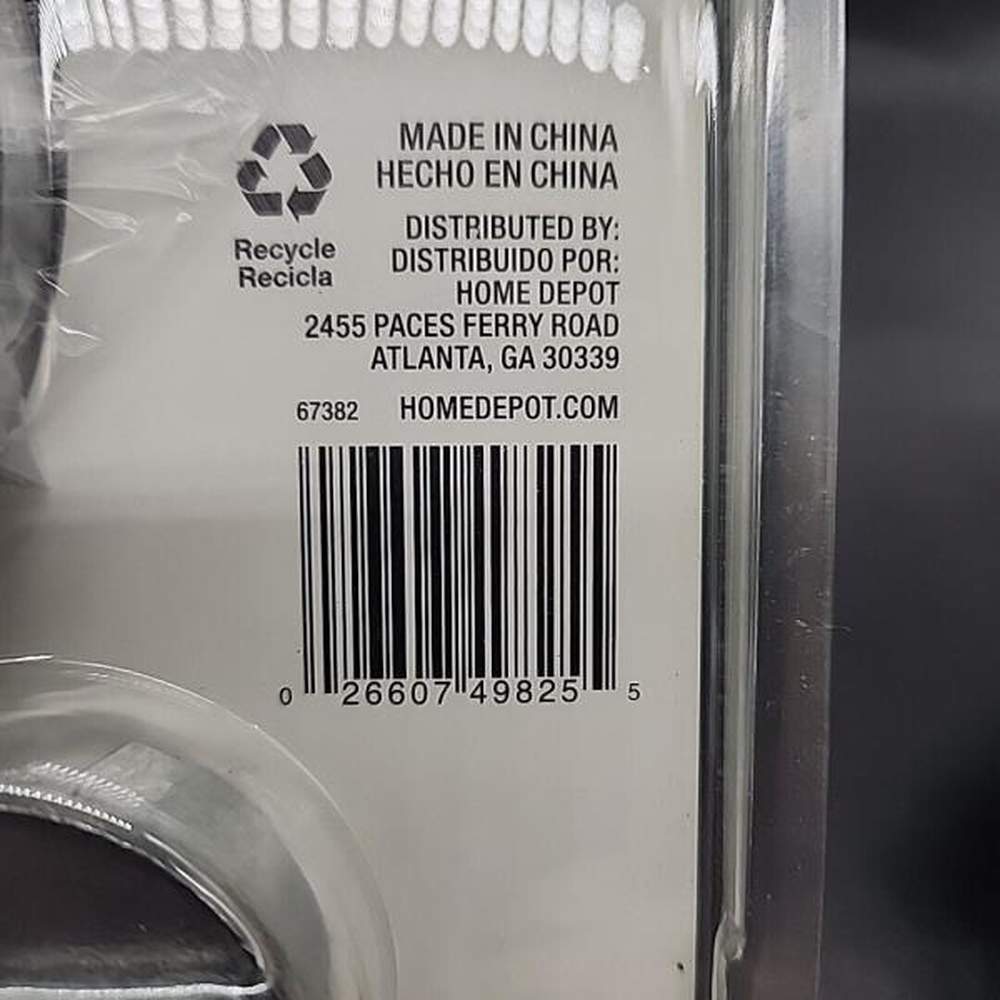 MADE IN CHINA
HECHO EN CHINA
Recycle
Recicla
DISTRIBUTED BY:
DISTRIBUIDO POR:
HOME DEPOT
2455 PACES FERRY ROAD
ATLANTA, GA 30339
67382 HOMEDEPOT.COM
0 26607 49825 5